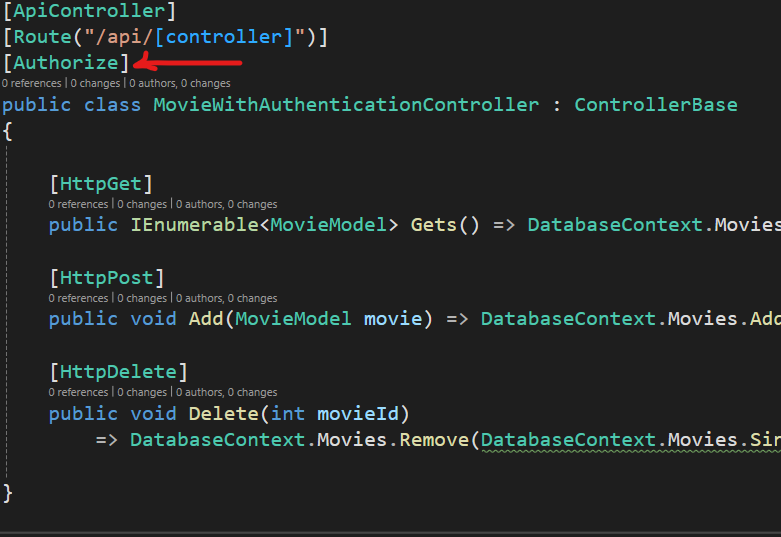 [ApiController]
[Route("/api/[controller]")]
[Authorize]
0 references | 0 changes | 0 authors, 0 changes
public class MovieWithAuthenticationController : ControllerBase
{
[HttpGet]
0 references | 0 changes | 0 authors, 0 changes
public IEnumerable<MovieModel> Gets() => DatabaseContext.Movies
[HttpPost]
0 references | 0 changes | 0 authors, 0 changes
public void Add(MovieModel movie) => DatabaseContext.Movies.Add
[HttpDelete]
0 references | 0 changes | 0 authors, 0 changes
public void Delete(int movieId)
=> DatabaseContext.Movies.Remove(DatabaseContext.Movies.Sin
}